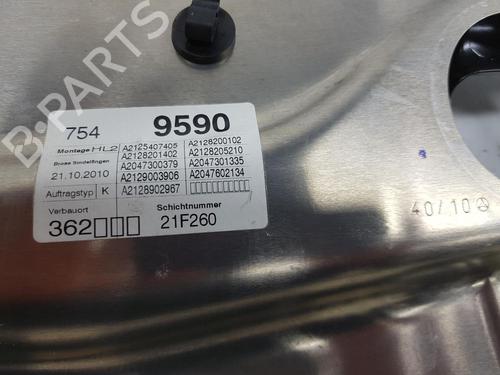 B-PARTS
754 9590
Montage HL2 A2125407405 A2128200102
Brose Sindelfingen A2128201402 A2128205210
21.10.2010 A2047300379 A2047301335
A2129003906 A2047602134
Auftragstyp K A2128902967 □□□□□□□□□□□
Verbauort Schichtnummer
362□□□ 21F260
40/10